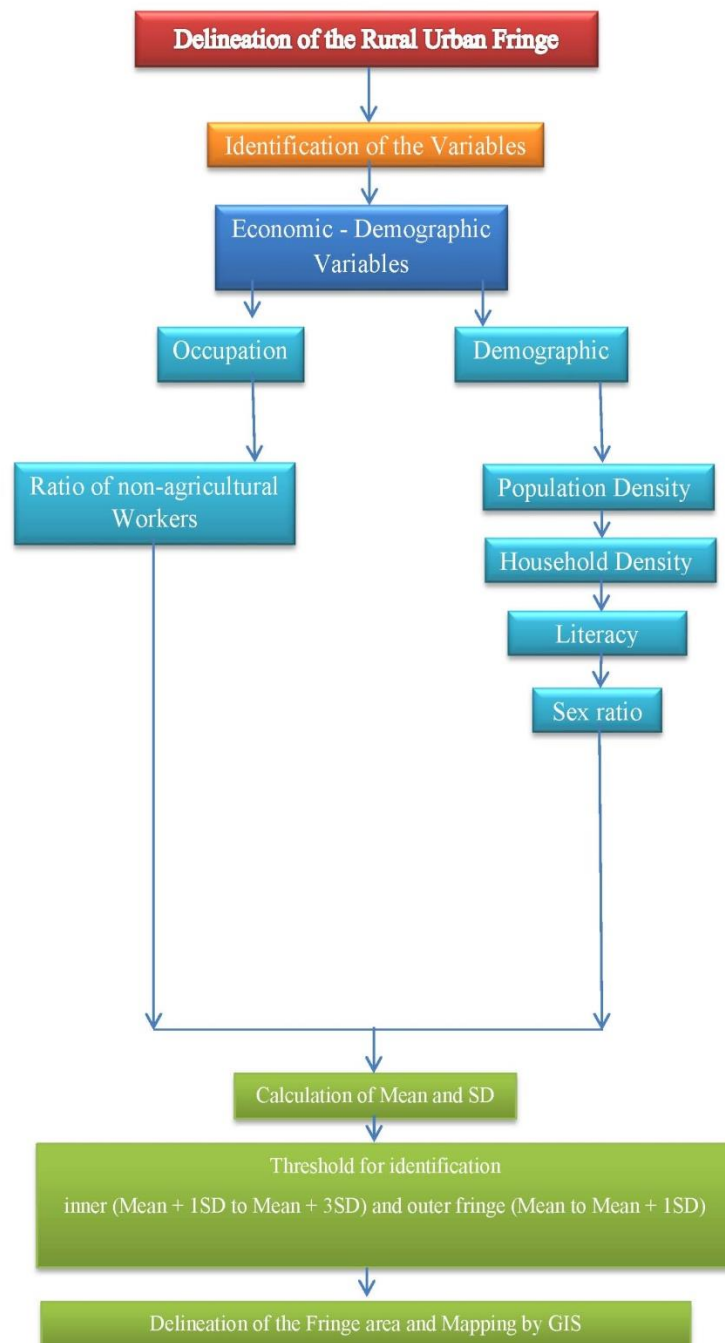 Delineation of the Rural Urban Fringe
Identification of the Variables
Economic - Demographic
Variables
Occupation
Demographic
Ratio of non-agricultural
Workers
Population Density
Household Density
Literacy
Sex ratio
Calculation of Mean and SD
Threshold for identification
inner (Mean + 1SD to Mean + 3SD) and outer fringe (Mean to Mean + 1SD)
Delineation of the Fringe area and Mapping by GIS